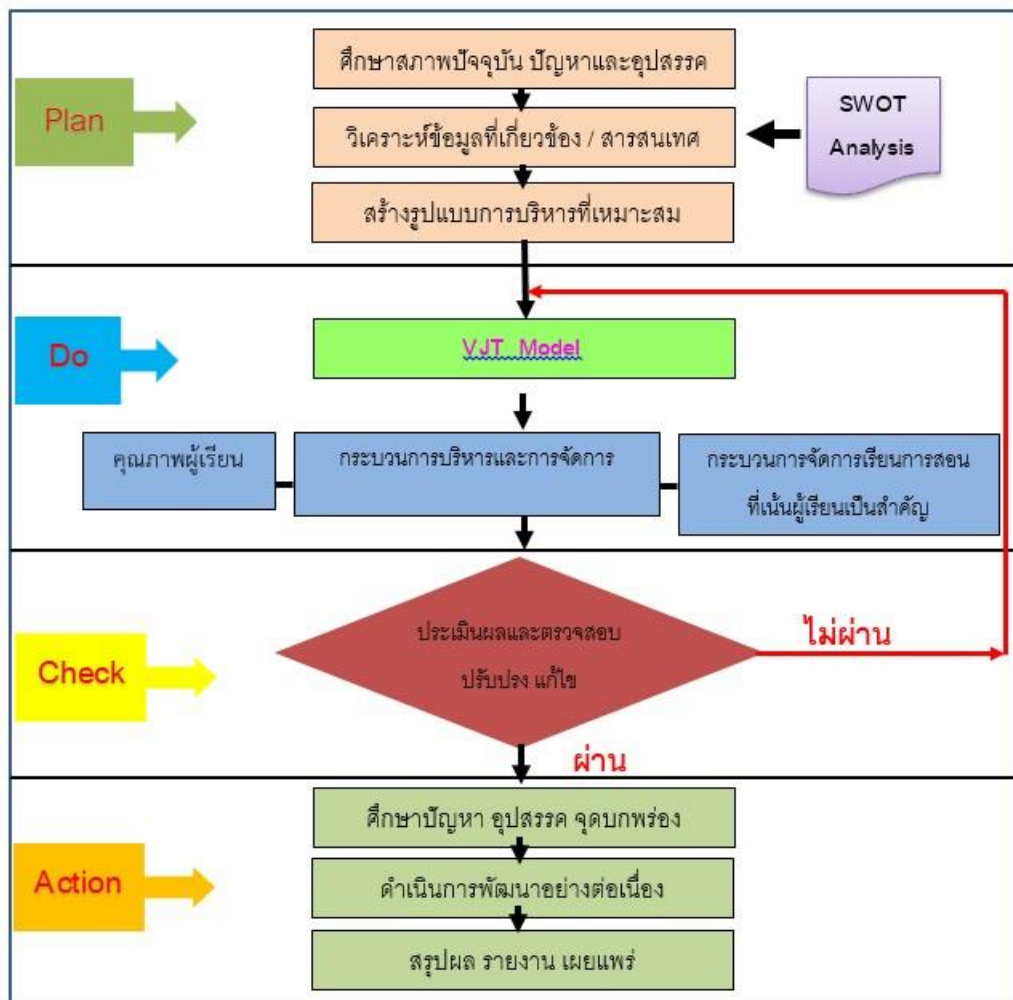 ศึกษาสภาพปัจจุบัน ปัญหาและอุปสรรค
Plan
SWOT
Analysis
วิเคราะห์ข้อมูลที่เกี่ยวข้อง / สารสนเทศ
สร้างรูปแบบการบริหารที่เหมาะสม
Do
VJT Model
คุณภาพผู้เรียน
กระบวนการบริหารและการจัดการ
กระบวนการจัดการเรียนการสอน
ที่เน้นผู้เรียนเป็นสำคัญ
Check
ประเมินผลและตรวจสอบ
ปรับปรุง แก้ไข
ไม่ผ่าน
ผ่าน
Action
ศึกษาปัญหา อุปสรรค จุดบกพร่อง
ดำเนินการพัฒนาอย่างต่อเนื่อง
สรุปผล รายงาน เผยแพร่